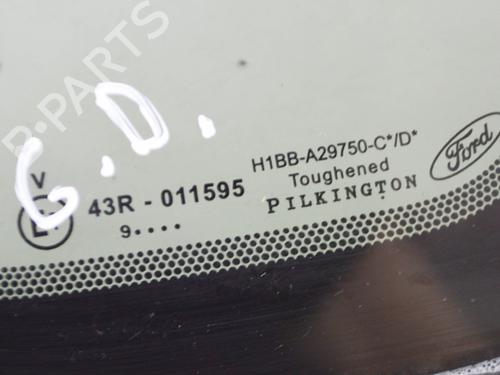 G.D.
V
E
43R - 011595
9....
H1BB-A29750-C*/D*
Toughened
PILKINGTON
Ford
B-PARTS